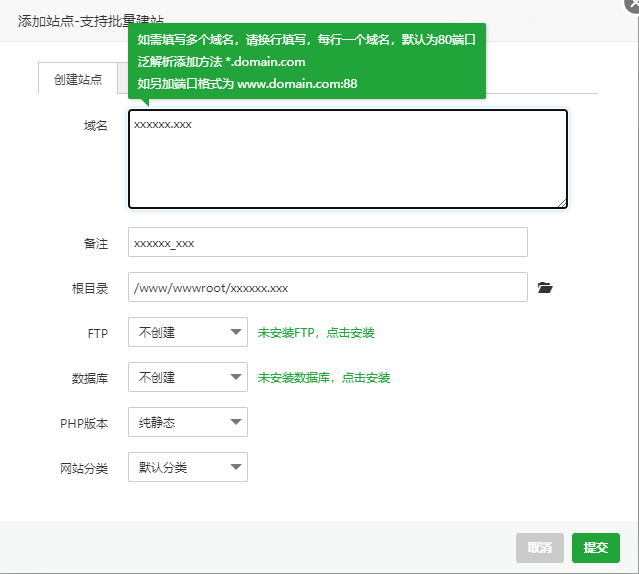 添加站点-支持批量建站
如需填写多个域名，请换行填写，每行一个域名，默认为80端口
泛解析添加方法 *.domain.com
如另加端口格式为 www.domain.com:88
创建站点
域名
xxxxxx.xxx
备注
xxxxxx_xxx
根目录
/www/wwwroot/xxxxxx.xxx
FTP
不创建
未安装FTP，点击安装
数据库
不创建
未安装数据库，点击安装
PHP版本
纯静态
网站分类
默认分类
取消
提交